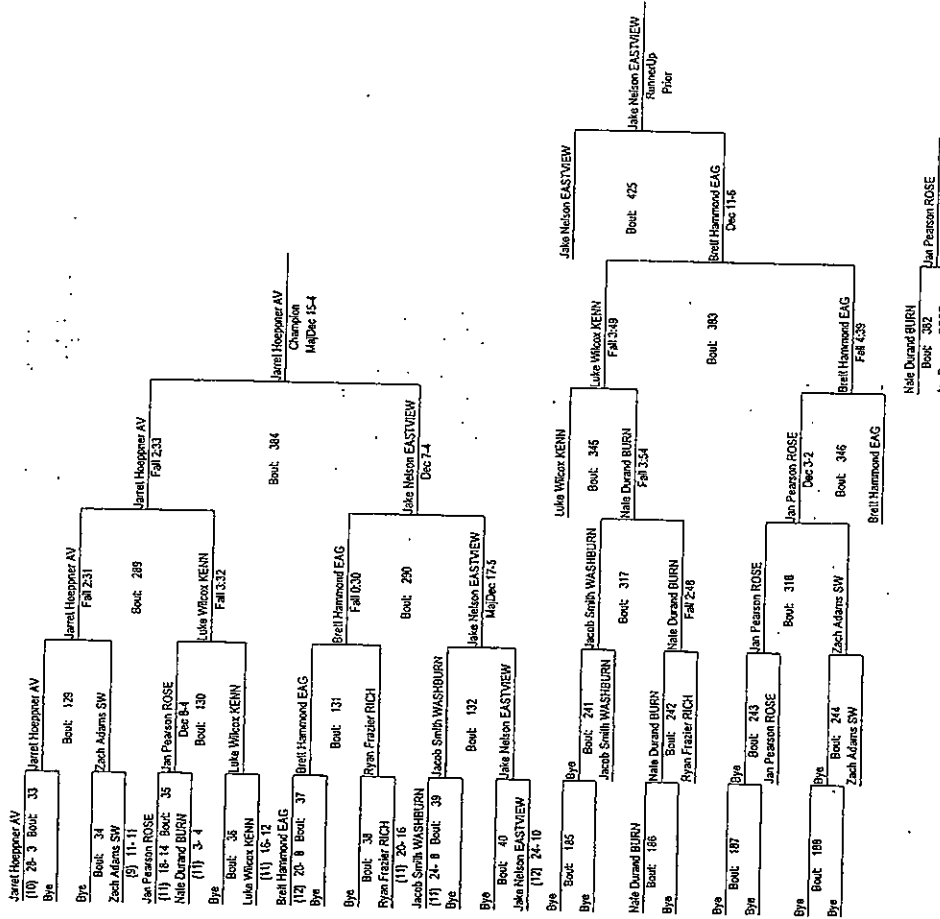 Jarret Hoeppner AV
(10) 28- 3 Bout: 33
Bye
Jarret Hoeppner AV
Bout: 129
Bye
Bout: 34
Zach Adams SW
(9) 11- 11
Zach Adams SW
Jarret Hoeppner AV
Fall 2:31
Bout: 289
Jan Pearson ROSE
(11) 18- 14 Bout: 35
Nate Durand BURN
(11) 3- 4
Jan Pearson ROSE
Dec 8-4
Bout: 130
Bye
Bout: 36
Luke Wilcox KENN
(11) 16- 12
Luke Wilcox KENN
Luke Wilcox KENN
Fall 3:32
Jarret Hoeppner AV
Fall 2:33
Bout: 384
Jarret Hoeppner AV
Champion
MajDec 15-4
Brett Hammond EAG
(12) 20- 8 Bout: 37
Bye
Brett Hammond EAG
Bout: 131
Bye
Bout: 38
Ryan Frazier RICH
(11) 20- 16
Ryan Frazier RICH
Brett Hammond EAG
Fall 0:30
Bout: 290
Jacob Smith WASHBURN
(11) 24- 8 Bout: 39
Bye
Jacob Smith WASHBURN
Bout: 132
Bye
Bout: 40
Jake Nelson EASTVIEW
(12) 24- 10
Jake Nelson EASTVIEW
Jake Nelson EASTVIEW
MajDec 17-5
Jake Nelson EASTVIEW
Dec 7-4
Bye
Bout: 185
Bye
Bye
Bout: 241
Jacob Smith WASHBURN
Jacob Smith WASHBURN
Bout: 317
Nate Durand BURN
Bout: 186
Bye
Nate Durand BURN
Bout: 242
Ryan Frazier RICH
Nate Durand BURN
Fall 2:48
Luke Wilcox KENN
Bout: 345
Nate Durand BURN
Fall 3:54
Luke Wilcox KENN
Fall 3:49
Bout: 383
Bye
Bout: 187
Bye
Bye
Bout: 243
Jan Pearson ROSE
Jan Pearson ROSE
Bout: 318
Bye
Bout: 188
Bye
Bye
Bout: 244
Zach Adams SW
Zach Adams SW
Jan Pearson ROSE
Dec 3-2
Bout: 346
Brett Hammond EAG
Brett Hammond EAG
Fall 4:39
Jake Nelson EASTVIEW
Bout: 425
Brett Hammond EAG
Dec 11-6
Jake Nelson EASTVIEW
RunnerUp
Prior
Nate Durand BURN
Bout: 382
Jan Pearson ROSE